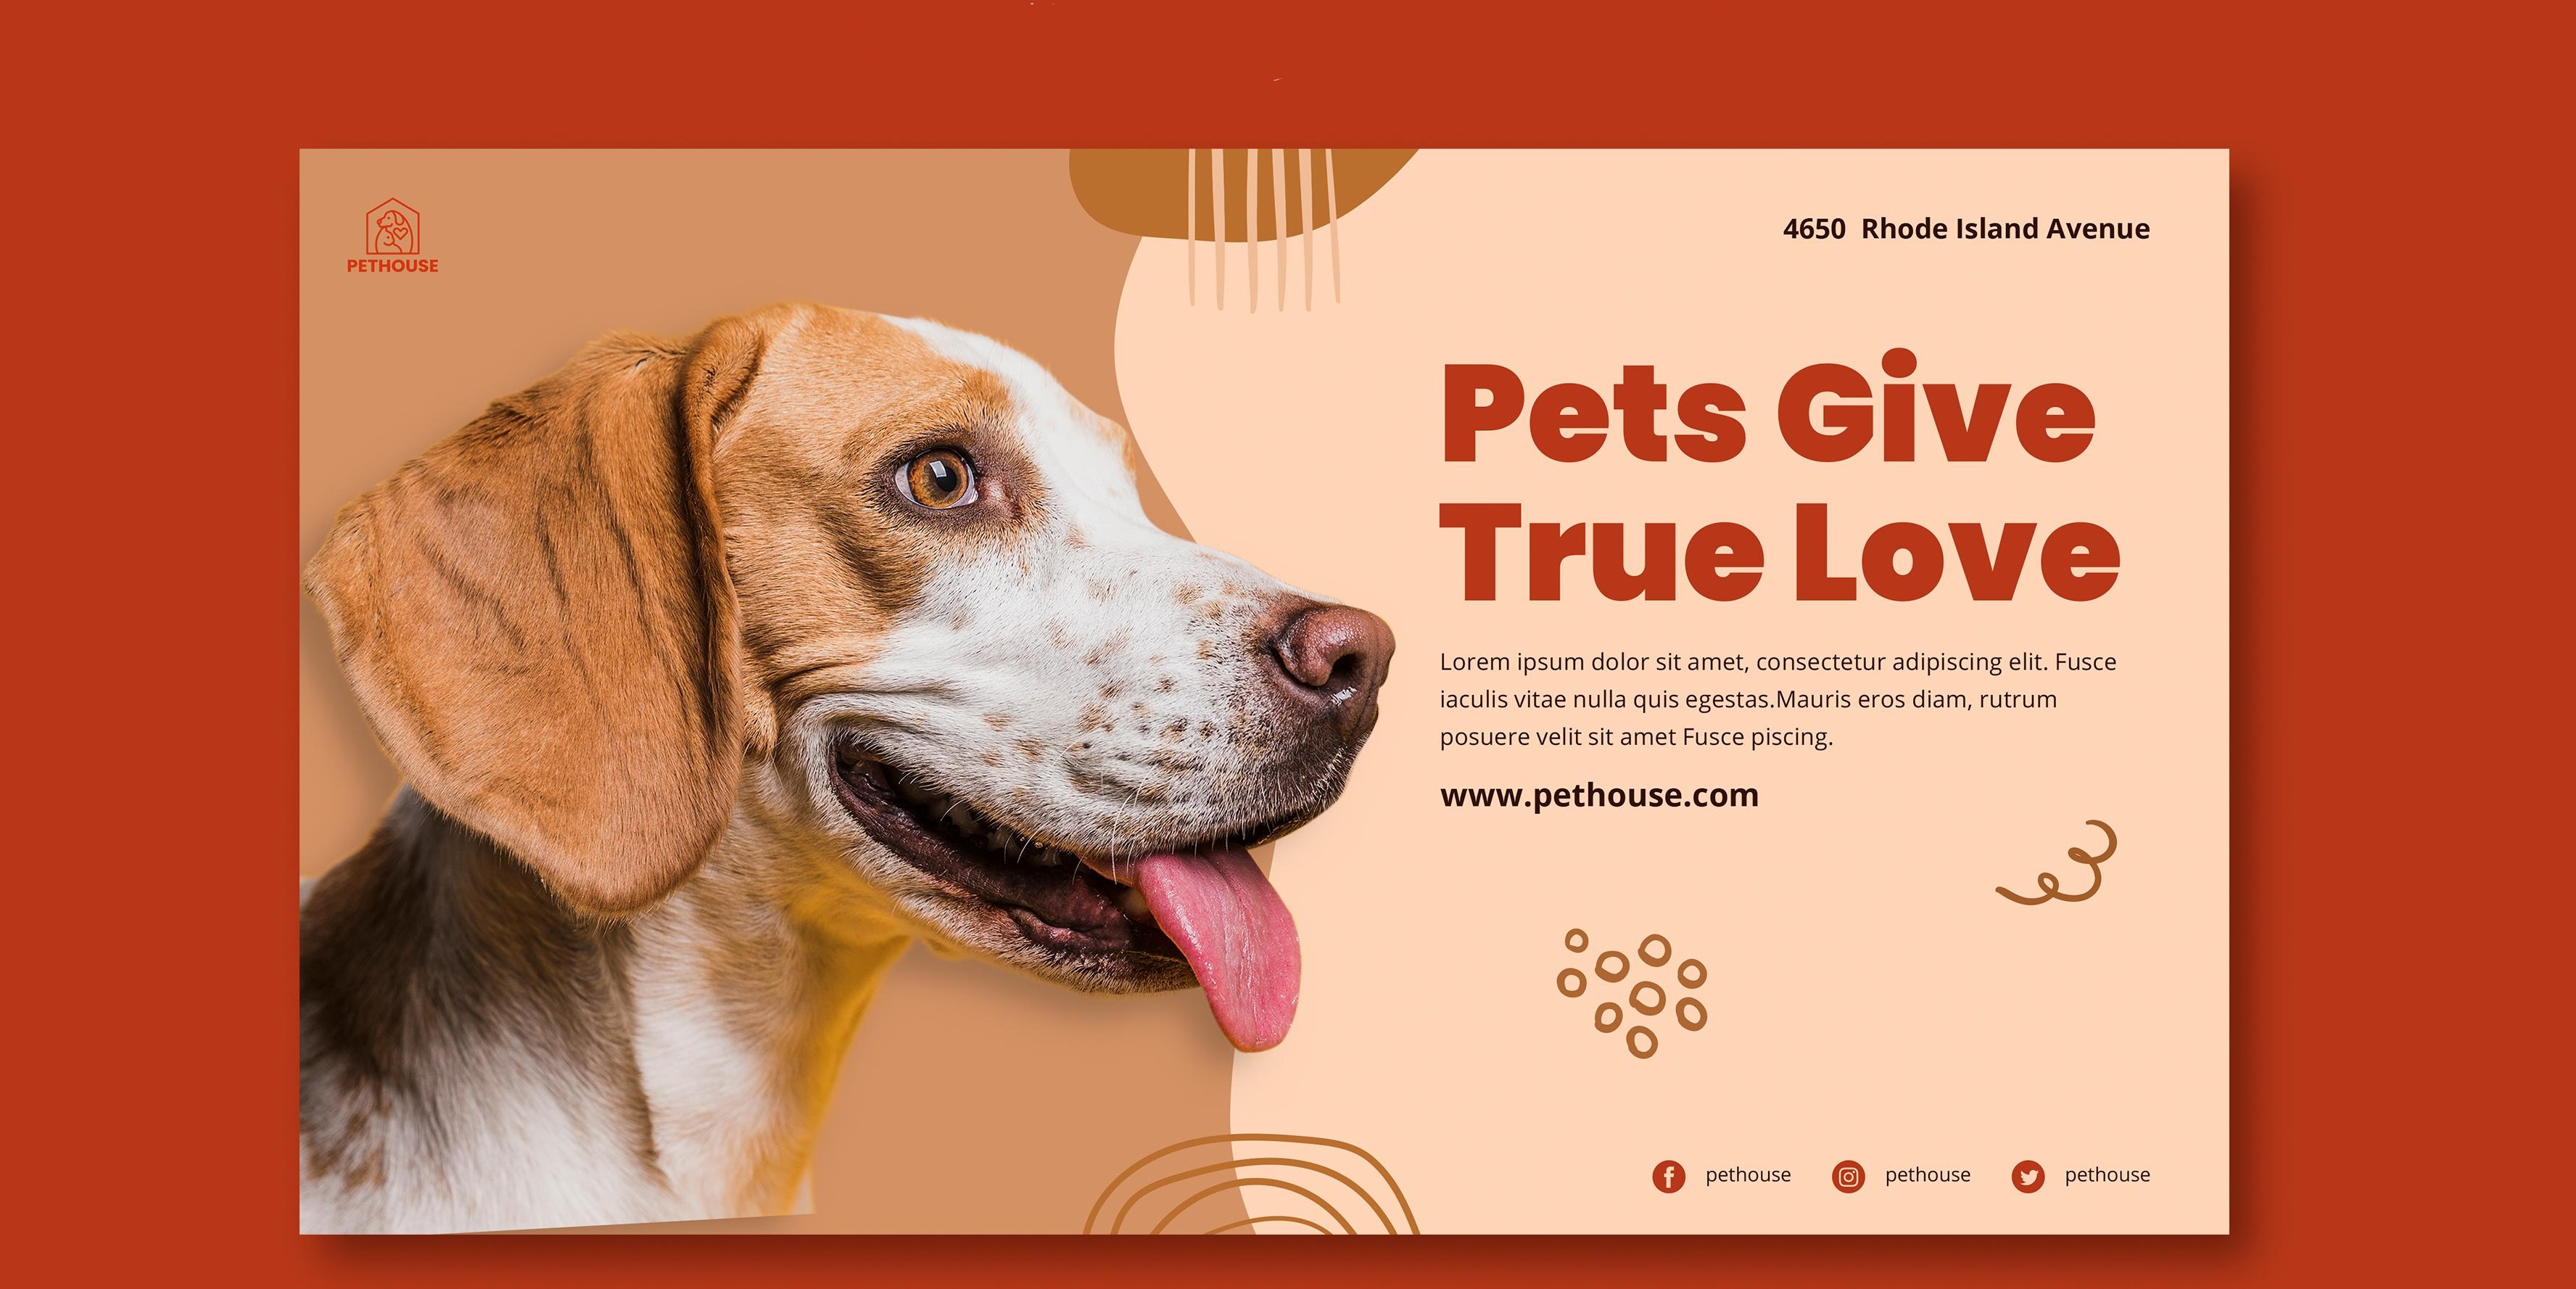 PETHOUSE
4650 Rhode Island Avenue
Pets Give
True Love
Lorem ipsum dolor sit amet, consectetur adipiscing elit. Fusce
iaculis vitae nulla quis egestas.Mauris eros diam, rutrum
posuere velit sit amet Fusce piscing.
www.pethouse.com
pethouse pethouse pethouse